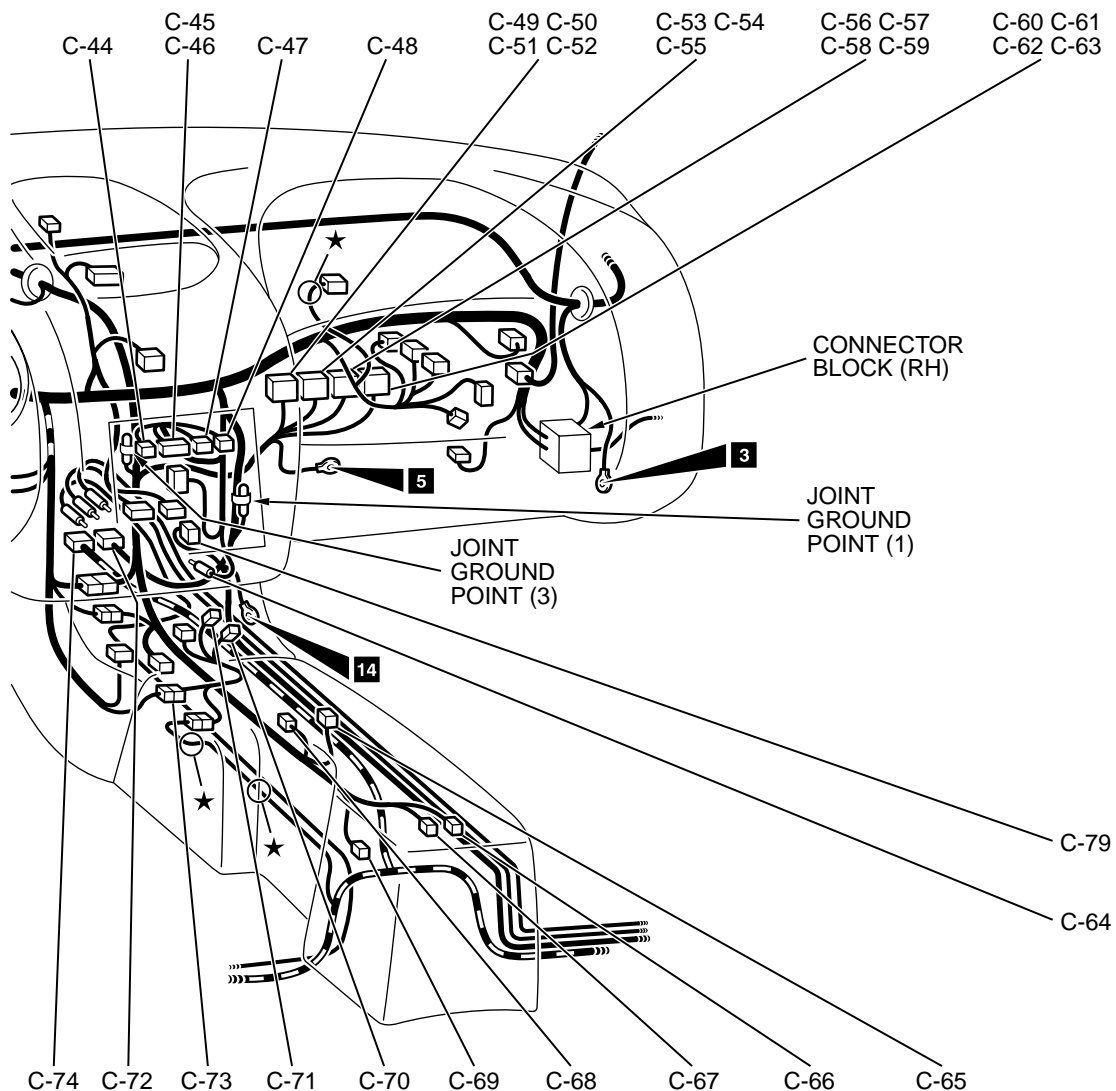 C-45
C-49 C-50
C-53 C-54
C-56 C-57
C-60 C-61
C-44
C-46
C-47
C-48
C-51 C-52
C-55
C-58 C-59
C-62 C-63
CONNECTOR
BLOCK (RH)
3
5
JOINT
GROUND
POINT (1)
JOINT
GROUND
POINT (3)
14
C-79
C-64
C-74
C-72
C-73
C-71
C-70
C-69
C-68
C-67
C-66
C-65